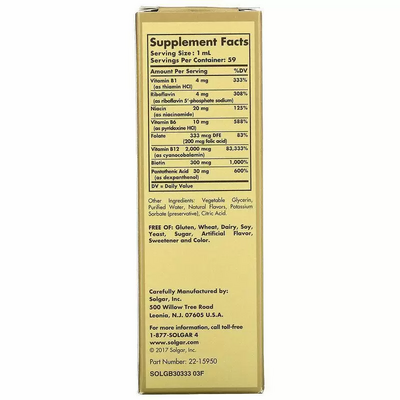 Supplement Facts
Serving Size: 1 mL
Servings Per Container: 59
Amount Per Serving %DV
Vitamin B1 4 mg 333%
(as thiamin HCl)
Riboflavin 4 mg 308%
(as riboflavin 5'-phosphate sodium)
Niacin 20 mg 125%
(as niacinamide)
Vitamin B6 10 mg 588%
(as pyridoxine HCl)
Folate 333 mcg DFE 83%
(200 mcg folic acid)
Vitamin B12 2,000 mcg 83,333%
(as cyanocobalamin)
Biotin 300 mcg 1,000%
Pantothenic Acid 30 mg 600%
(as dexpanthenol)
DV = Daily Value
Other Ingredients: Vegetable Glycerin,
Purified Water, Natural Flavors, Potassium
Sorbate (preservative), Citric Acid.
FREE OF: Gluten, Wheat, Dairy, Soy,
Yeast, Sugar, Artificial Flavor,
Sweetener and Color.
Carefully Manufactured by:
Solgar, Inc.
500 Willow Tree Road
Leonia, N.J. 07605 U.S.A.
For more information, call toll-free
1-877-SOLGAR 4
www.solgar.com
© 2017 Solgar, Inc.
Part Number: 22-15950
SOLGB30333 03F